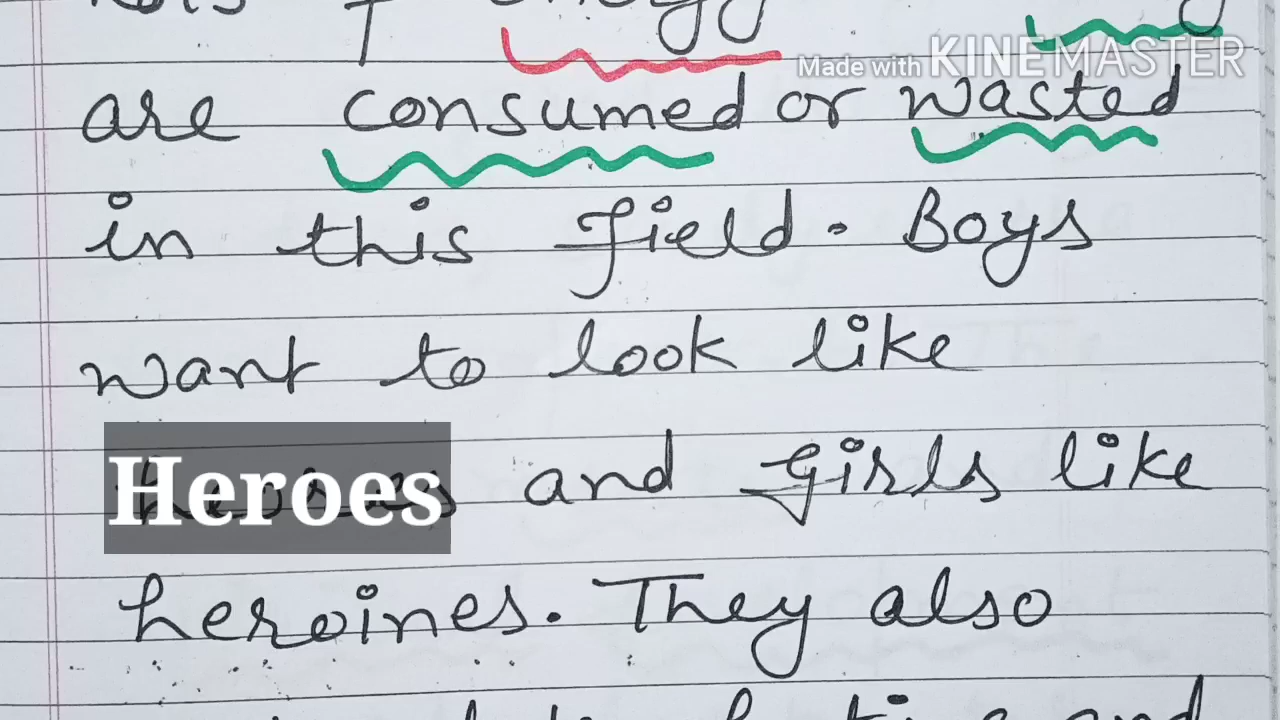 Made with KINEMASTER
are consumed or wasted
in this field. Boys
want to look like
Heroes and girls like
heroines. They also